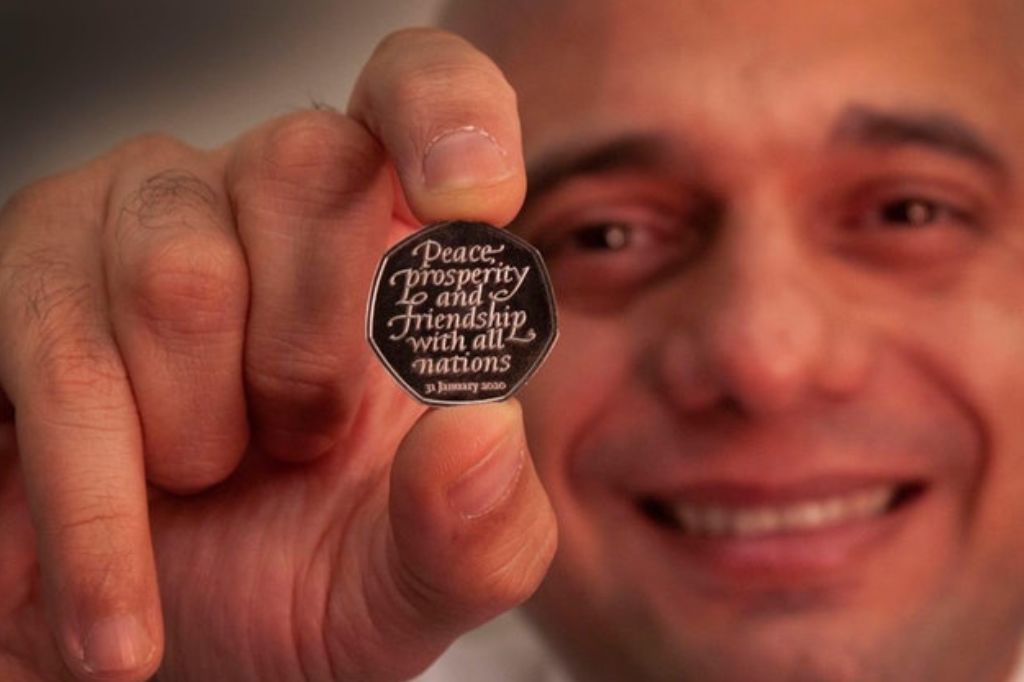 Peace,
prosperity
and
friendship
with all
nations
31 January 2020